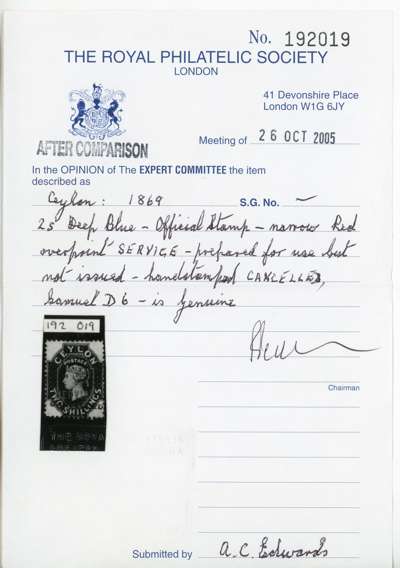 No. 192019
THE ROYAL PHILATELIC SOCIETY
LONDON
41 Devonshire Place
London W1G 6JY
AFTER COMPARISON
Meeting of 26 OCT 2005
In the OPINION of The EXPERT COMMITTEE the item
described as
Ceylon: 1869 S.G. No. —
2s Deep Blue - Official Stamp - narrow Red
overprint SERVICE - prepared for use but
not issued - handstamped CANCELLED,
Samuel D6 - is genuine
192 019
CEYLON
POSTAGE
TWO SHILLINGS
THE ROYAL
Chairman
Submitted by A.C. Edwards